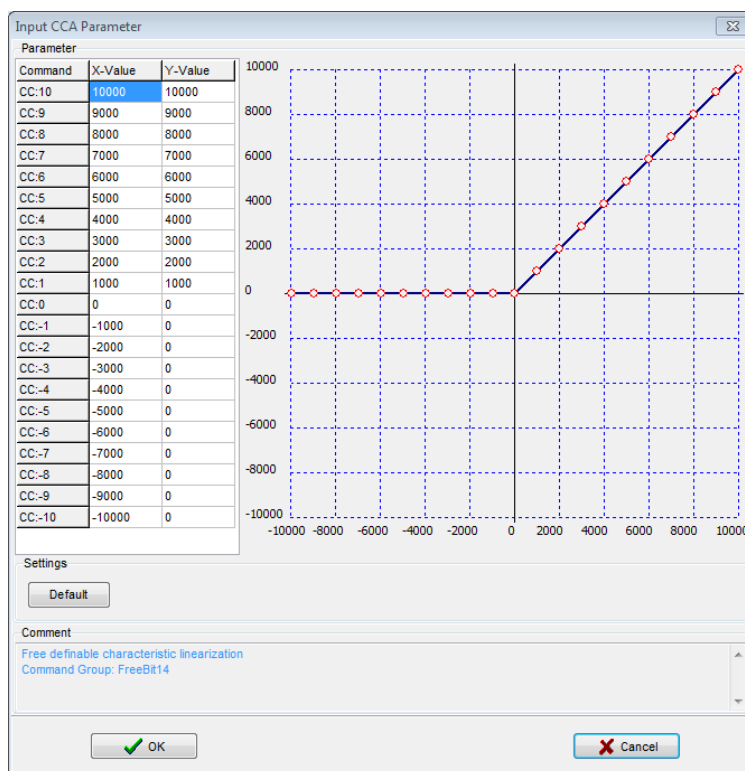 Input CCA Parameter
Parameter
Command X-Value Y-Value
CC:10 10000 10000
CC:9 9000 9000
CC:8 8000 8000
CC:7 7000 7000
CC:6 6000 6000
CC:5 5000 5000
CC:4 4000 4000
CC:3 3000 3000
CC:2 2000 2000
CC:1 1000 1000
CC:0 0 0
CC:-1 -1000 0
CC:-2 -2000 0
CC:-3 -3000 0
CC:-4 -4000 0
CC:-5 -5000 0
CC:-6 -6000 0
CC:-7 -7000 0
CC:-8 -8000 0
CC:-9 -9000 0
CC:-10 -10000 0
10000
8000
6000
4000
2000
0
-2000
-4000
-6000
-8000
-10000
-10000 -8000 -6000 -4000 -2000 0 2000 4000 6000 8000 10000
Settings
Default
Comment
Free definable characteristic linearization
Command Group: FreeBit14
OK Cancel